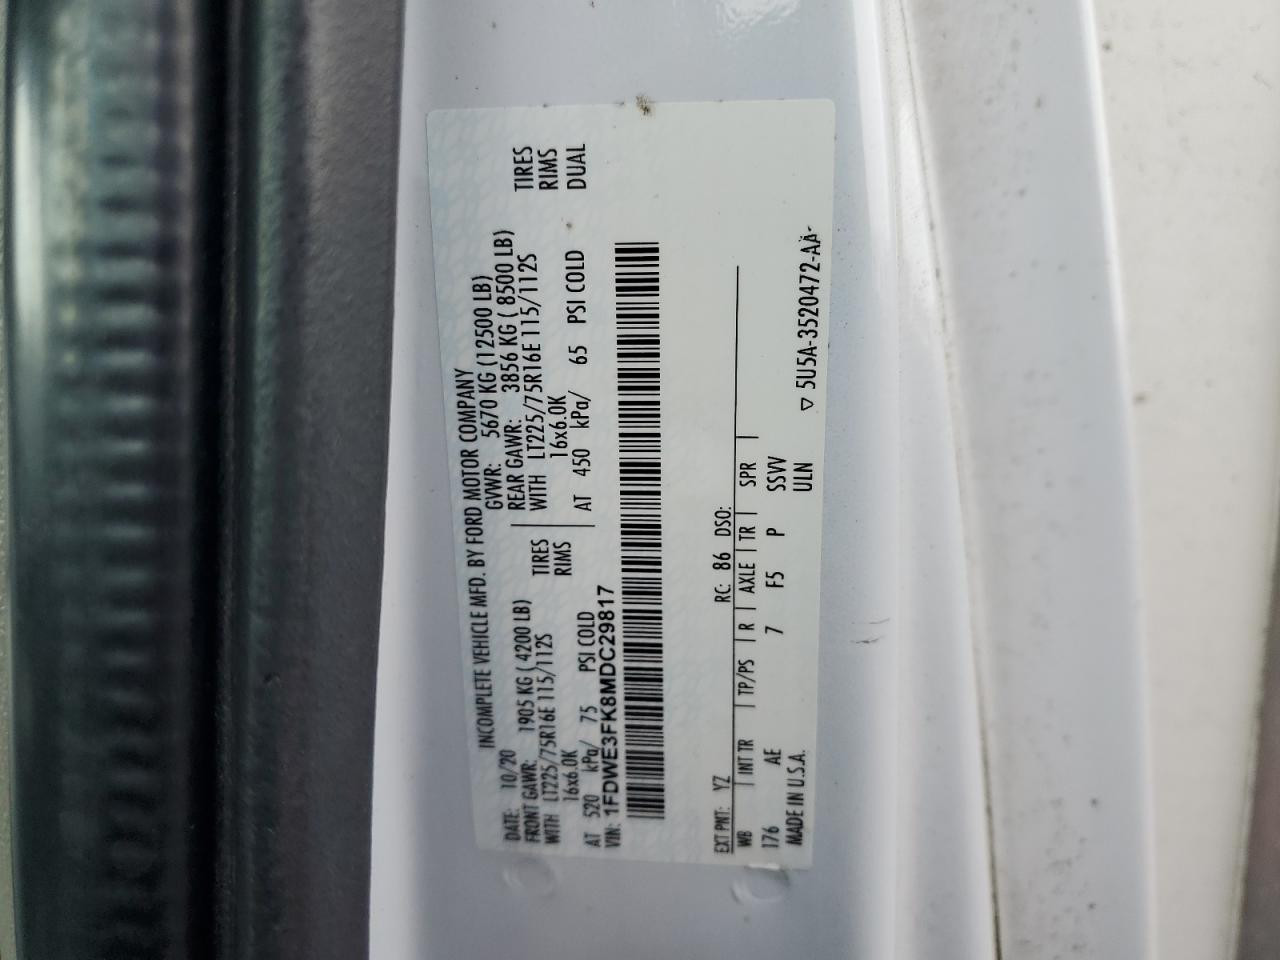 INCOMPLETE VEHICLE MFD. BY FORD MOTOR COMPANY
DATE: 10/20 GVWR: 5670 KG (12500 LB)
FRONT GAWR: 1905 KG ( 4200 LB) REAR GAWR: 3856 KG ( 8500 LB)
WITH LT225/75R16E 115/112S TIRES WITH LT225/75R16E 115/112S TIRES
16x6.0K RIMS 16x6.0K RIMS
AT 520 kPa/ 75 PSI COLD AT 450 kPa/ 65 PSI COLD DUAL
VIN: 1FDWE3FK8MDC29817
EXT PNT: YZ RC: 86 DSO:
WB | INT TR | TP/PS | R | AXLE | TR | SPR |
176 AE 7 F5 P SSVV
MADE IN U.S.A. ULN
▽ 5U5A-3520472-AA-